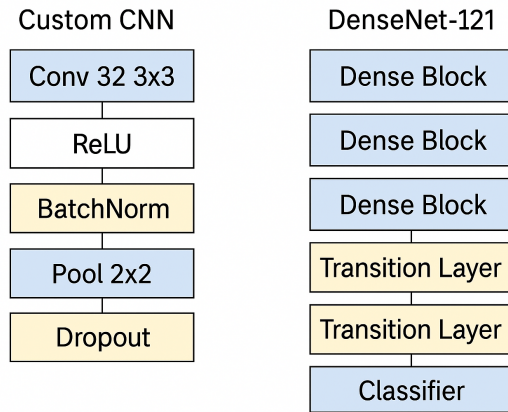 Custom CNN
Conv 32 3x3
ReLU
BatchNorm
Pool 2x2
Dropout
DenseNet-121
Dense Block
Dense Block
Dense Block
Transition Layer
Transition Layer
Classifier